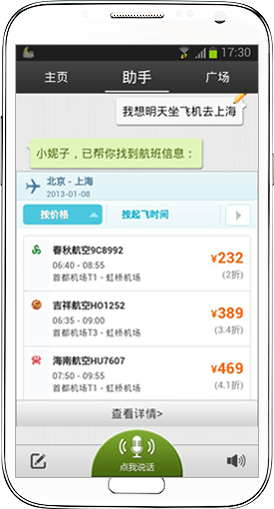 17:30
主页 助手 广场
我想明天坐飞机去上海
小妮子，已帮你找到航班信息：
北京 - 上海
2013-01-08
按价格 按起飞时间
春秋航空9C8992
06:40 - 08:55
首都机场T1 - 虹桥机场
¥232
(2折)
吉祥航空HO1252
06:35 - 09:00
首都机场T3 - 虹桥机场
¥389
(3.4折)
海南航空HU7607
07:50 - 09:55
首都机场T1 - 虹桥机场
¥469
(4.1折)
查看详情>
点我说话